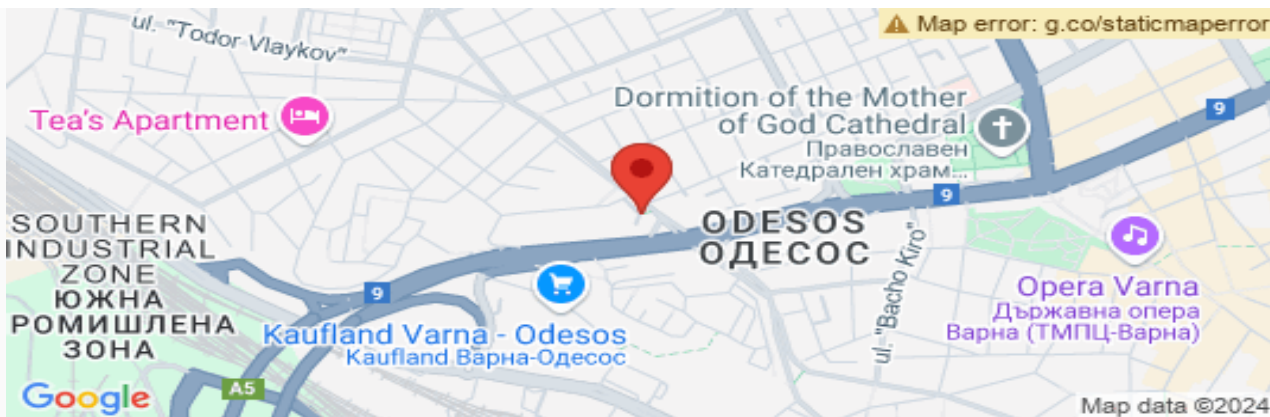 ul. "Todor Vlaykov"
Map error: g.co/staticmaperror
Tea's Apartment
Dormition of the Mother
of God Cathedral
Православен
Катедрален храм...
9
9
SOUTHERN
INDUSTRIAL
ZONE
ЮЖНА
РОМИШЛЕНА
ЗОНА
ODESOS
ОДЕСОС
ul. "Bacho Kiro"
Opera Varna
Държавна опера
Варна (ТМПЦ-Варна)
9
Kaufland Varna - Odesos
Kaufland Варна-Одесос
A5
Google
Map data ©2024